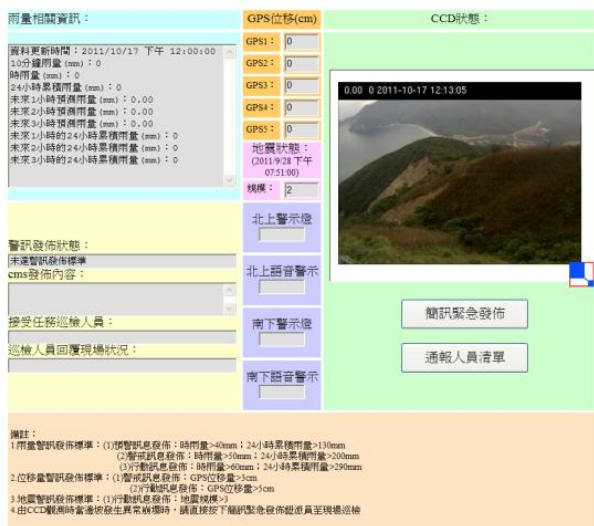 雨量相關資訊：
資料更新時間：2011/10/17 下午 12:00:00
10分鐘雨量 (mm)：0
時雨量 (mm)：0
24小時累積雨量 (mm)：0
未來1小時預測雨量 (mm)：0.00
未來2小時預測雨量 (mm)：0.00
未來3小時預測雨量 (mm)：0.00
未來1小時的24小時累積雨量 (mm)：0
未來2小時的24小時累積雨量 (mm)：0
未來3小時的24小時累積雨量 (mm)：0
警訊發佈狀態：
未達警訊發佈標準
cms發佈內容：
接受任務巡檢人員：
巡檢人員回覆現場狀況：
GPS位移(cm)
GPS1： 0
GPS2： 0
GPS3： 0
GPS4： 0
GPS5： 0
地震狀態：
(2011/9/28 下午
07:51:00)
規模： 2
北上警示燈
北上語音警示
南下警示燈
南下語音警示
CCD狀態：
0.00 0 2011-10-17 12:13:05
簡訊緊急發佈
通報人員清單
備註：
1.雨量警訊發佈標準：(1)預警訊息發佈：時雨量>40mm；24小時累積雨量>130mm
(2)警戒訊息發佈：時雨量>50mm；24小時累積雨量>200mm
(3)行動訊息發佈：時雨量>60mm；24小時累積雨量>290mm
2.位移量警訊發佈標準：(1)警戒訊息發佈：GPS位移量>3cm
(2)行動訊息發佈：GPS位移量>5cm
3.地震警訊發佈標準：(1)行動訊息發佈：地震規模>3
4.由CCD觀測時當邊坡發生異常崩塌時，請直接按下簡訊緊急發佈鈕派員至現場巡檢